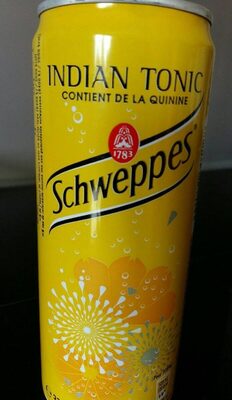 INDIAN TONIC
CONTIENT DE LA QUININE
1783
Schweppes